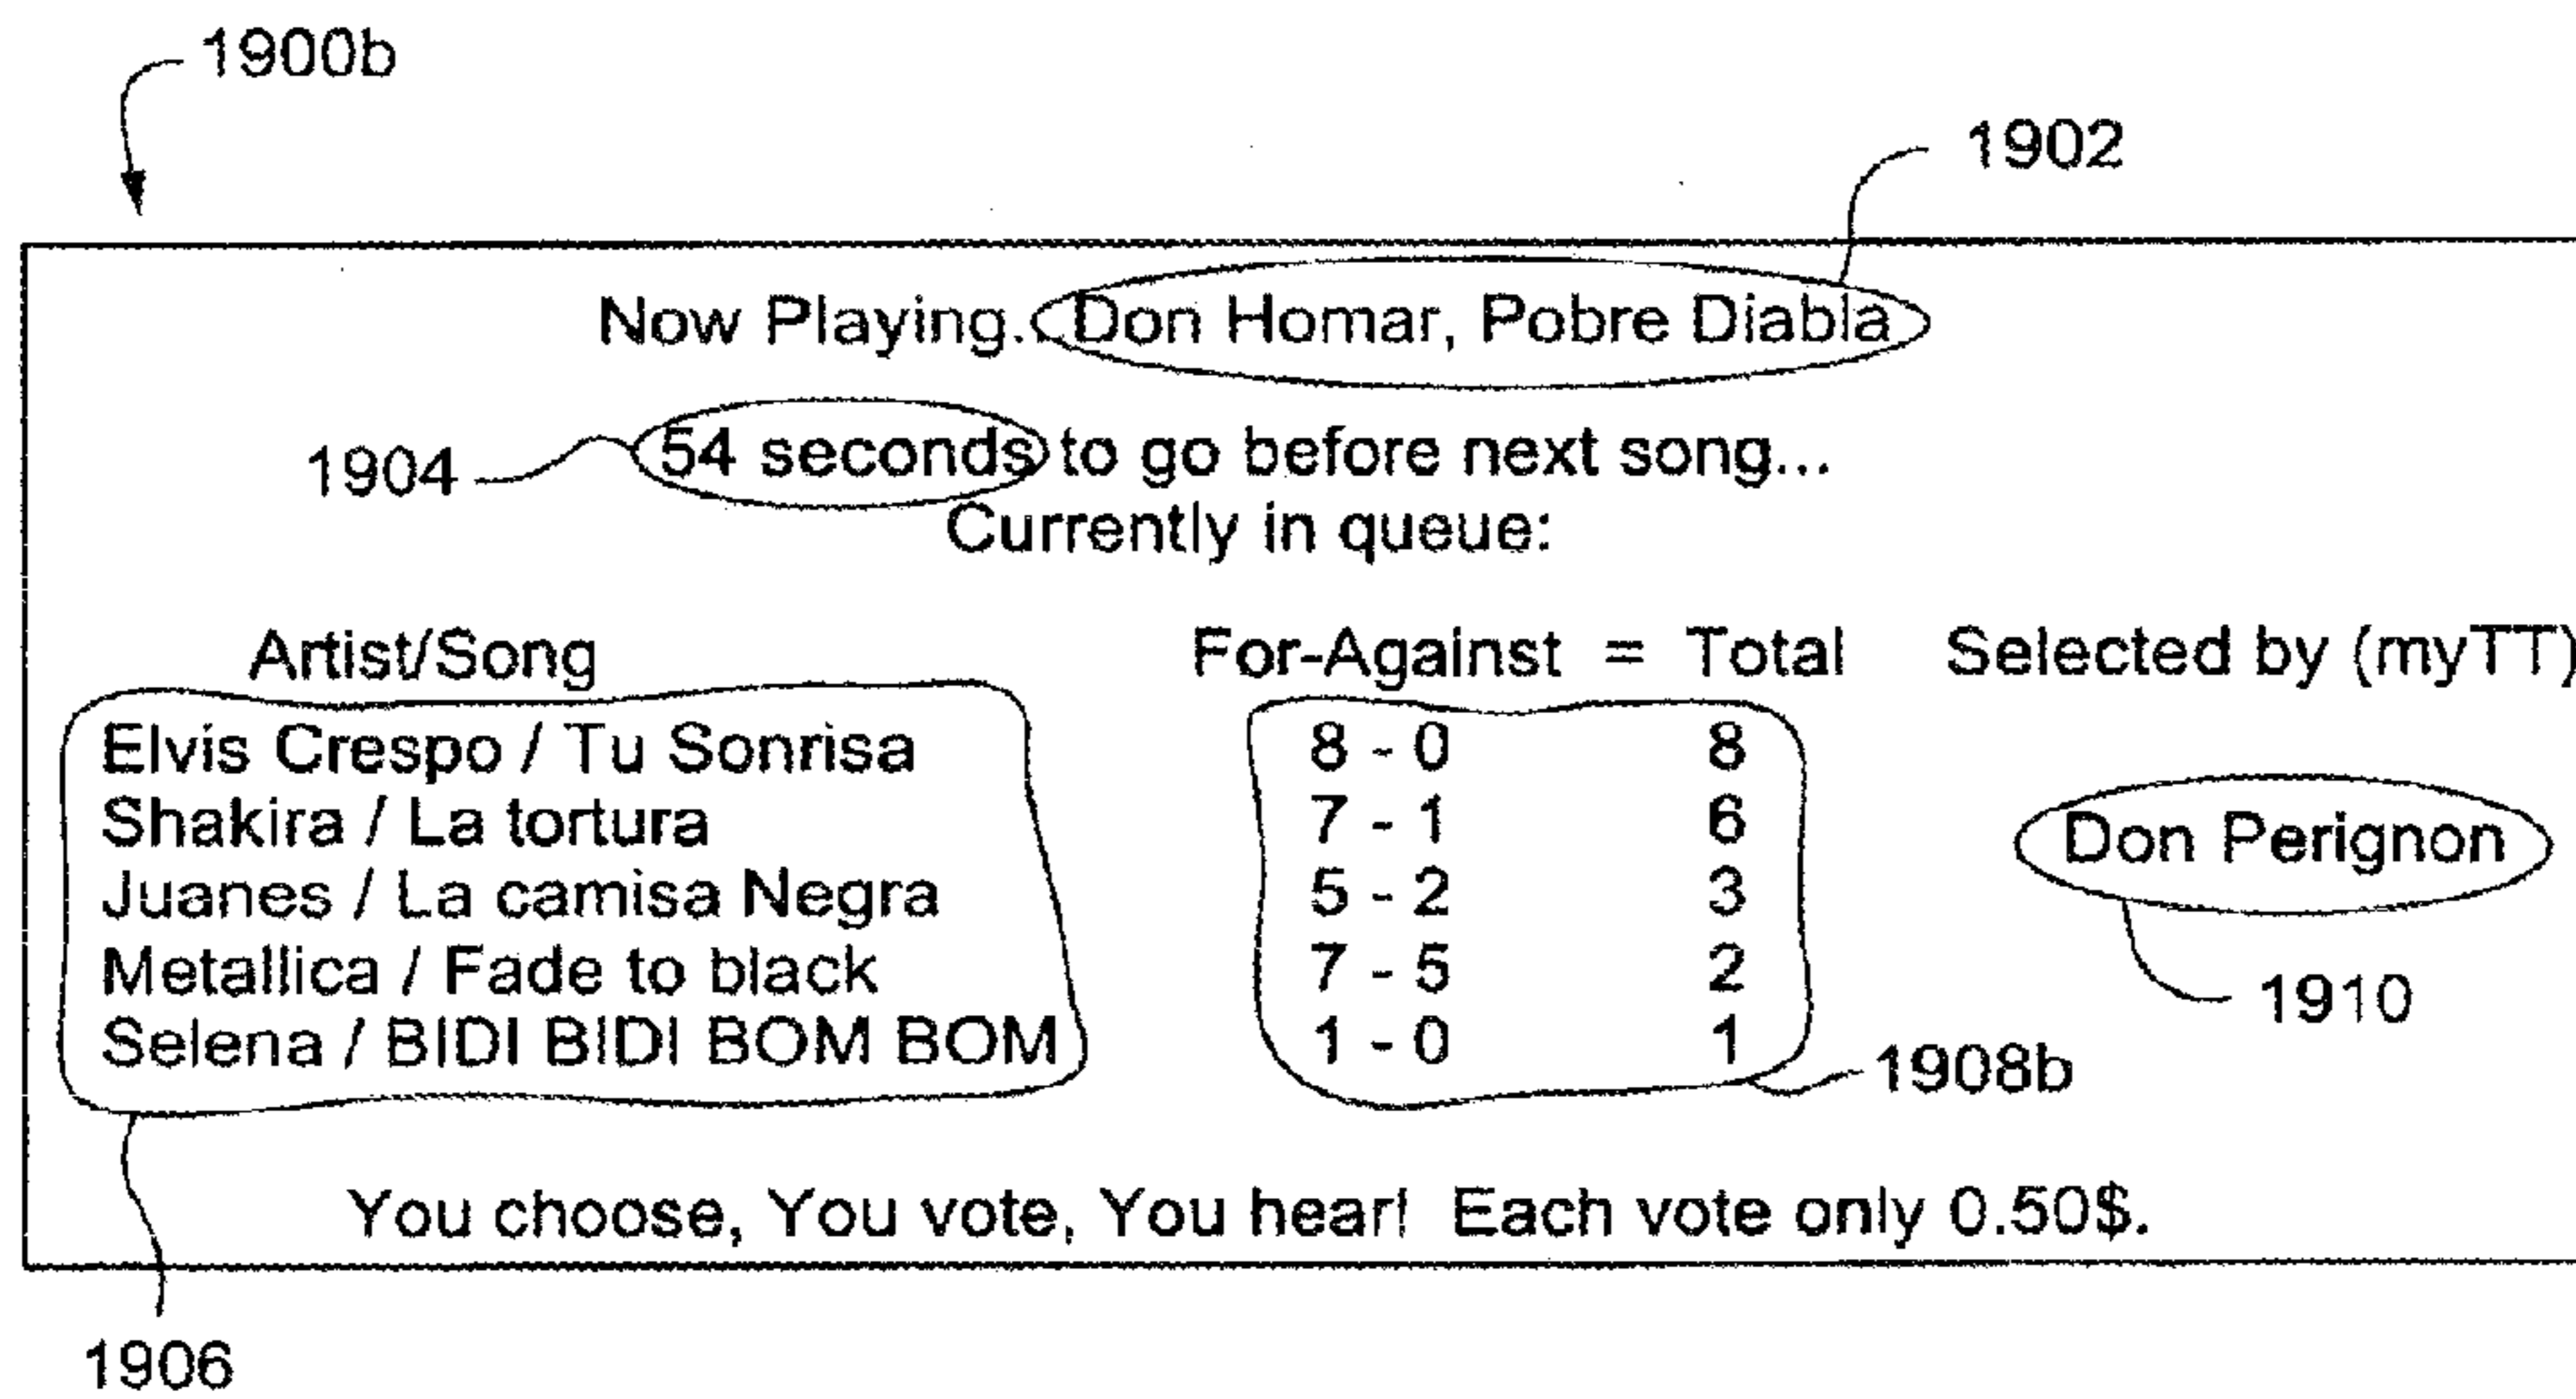 1900b
1902
Now Playing.. Don Homar, Pobre Diabla
1904 54 seconds to go before next song...
Currently in queue:
Artist/Song For-Against = Total Selected by (myTT)
Elvis Crespo / Tu Sonrisa 8 - 0 8
Shakira / La tortura 7 - 1 6 Don Perignon
Juanes / La camisa Negra 5 - 2 3
Metallica / Fade to black 7 - 5 2 1910
Selena / BIDI BIDI BOM BOM 1 - 0 1 1908b
You choose, You vote, You hear! Each vote only 0.50$.
1906